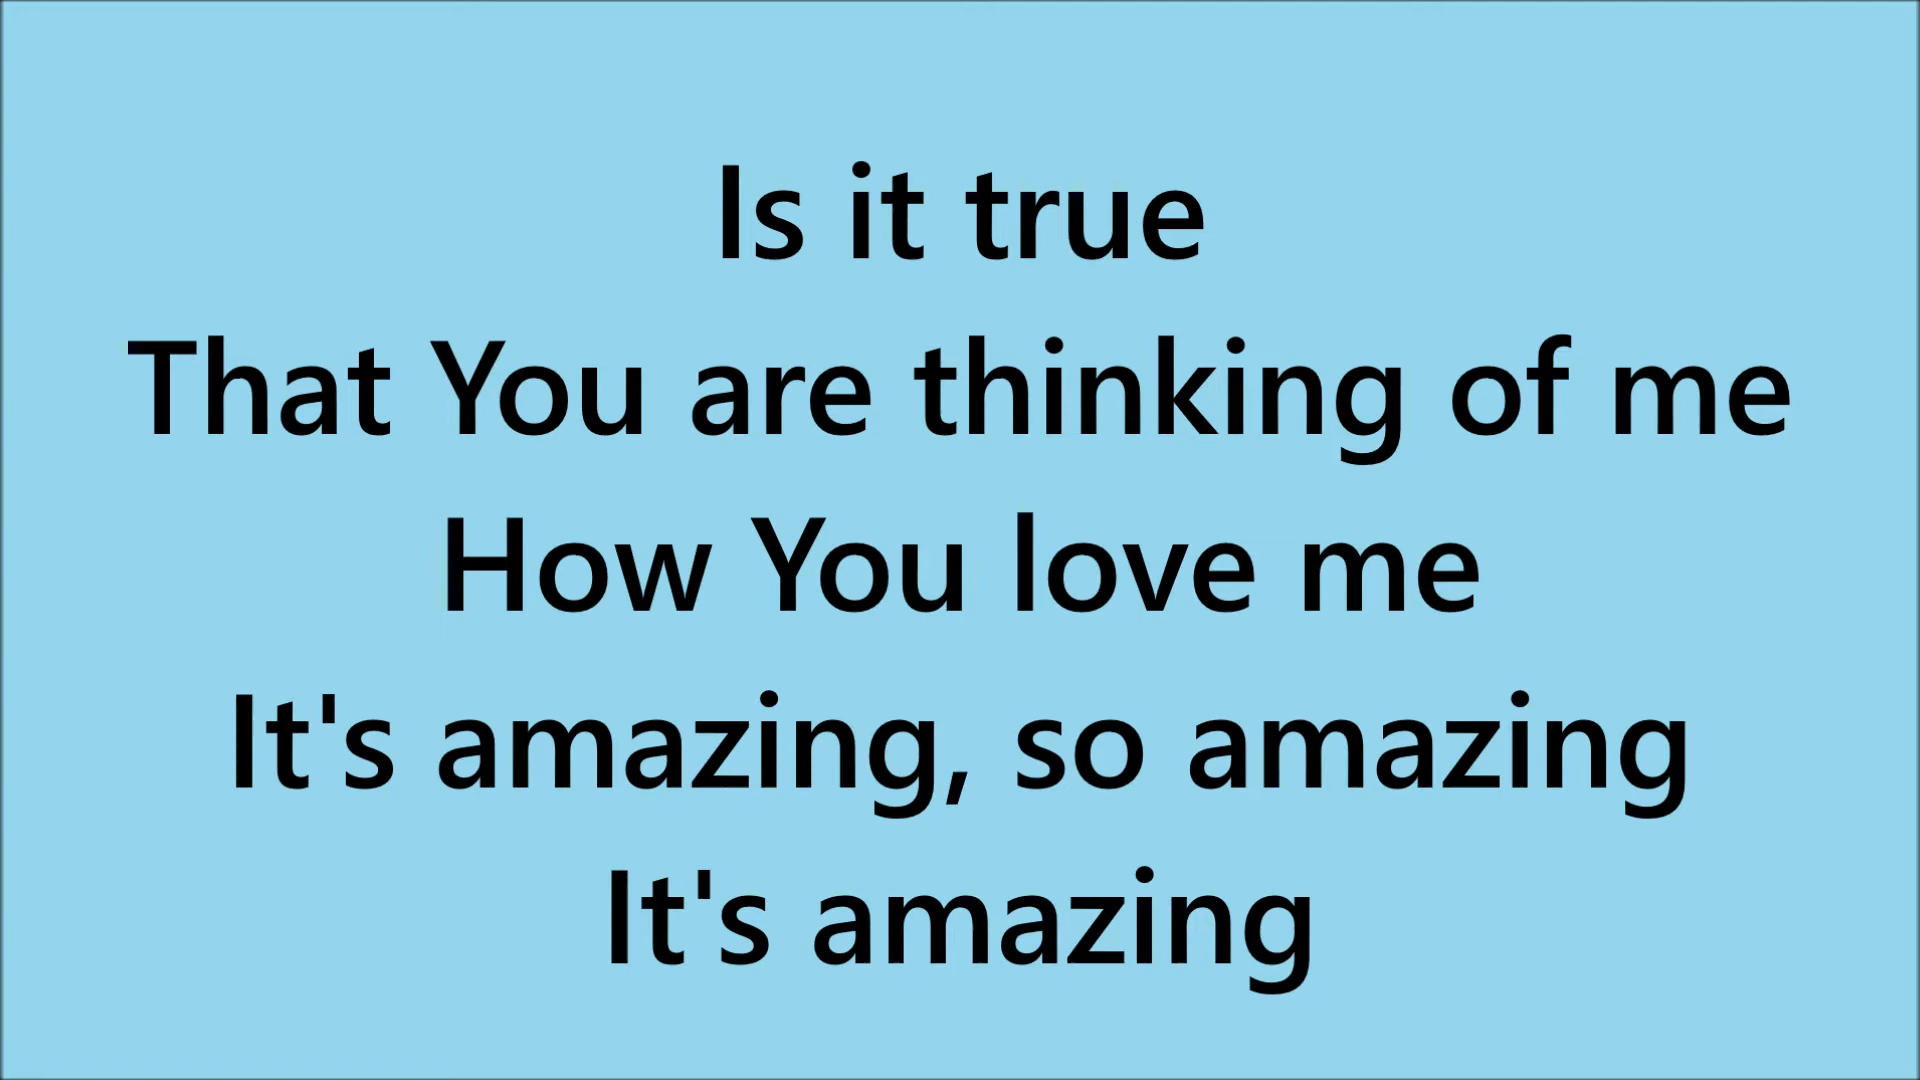 Is it true
That You are thinking of me
How You love me
It's amazing, so amazing
It's amazing